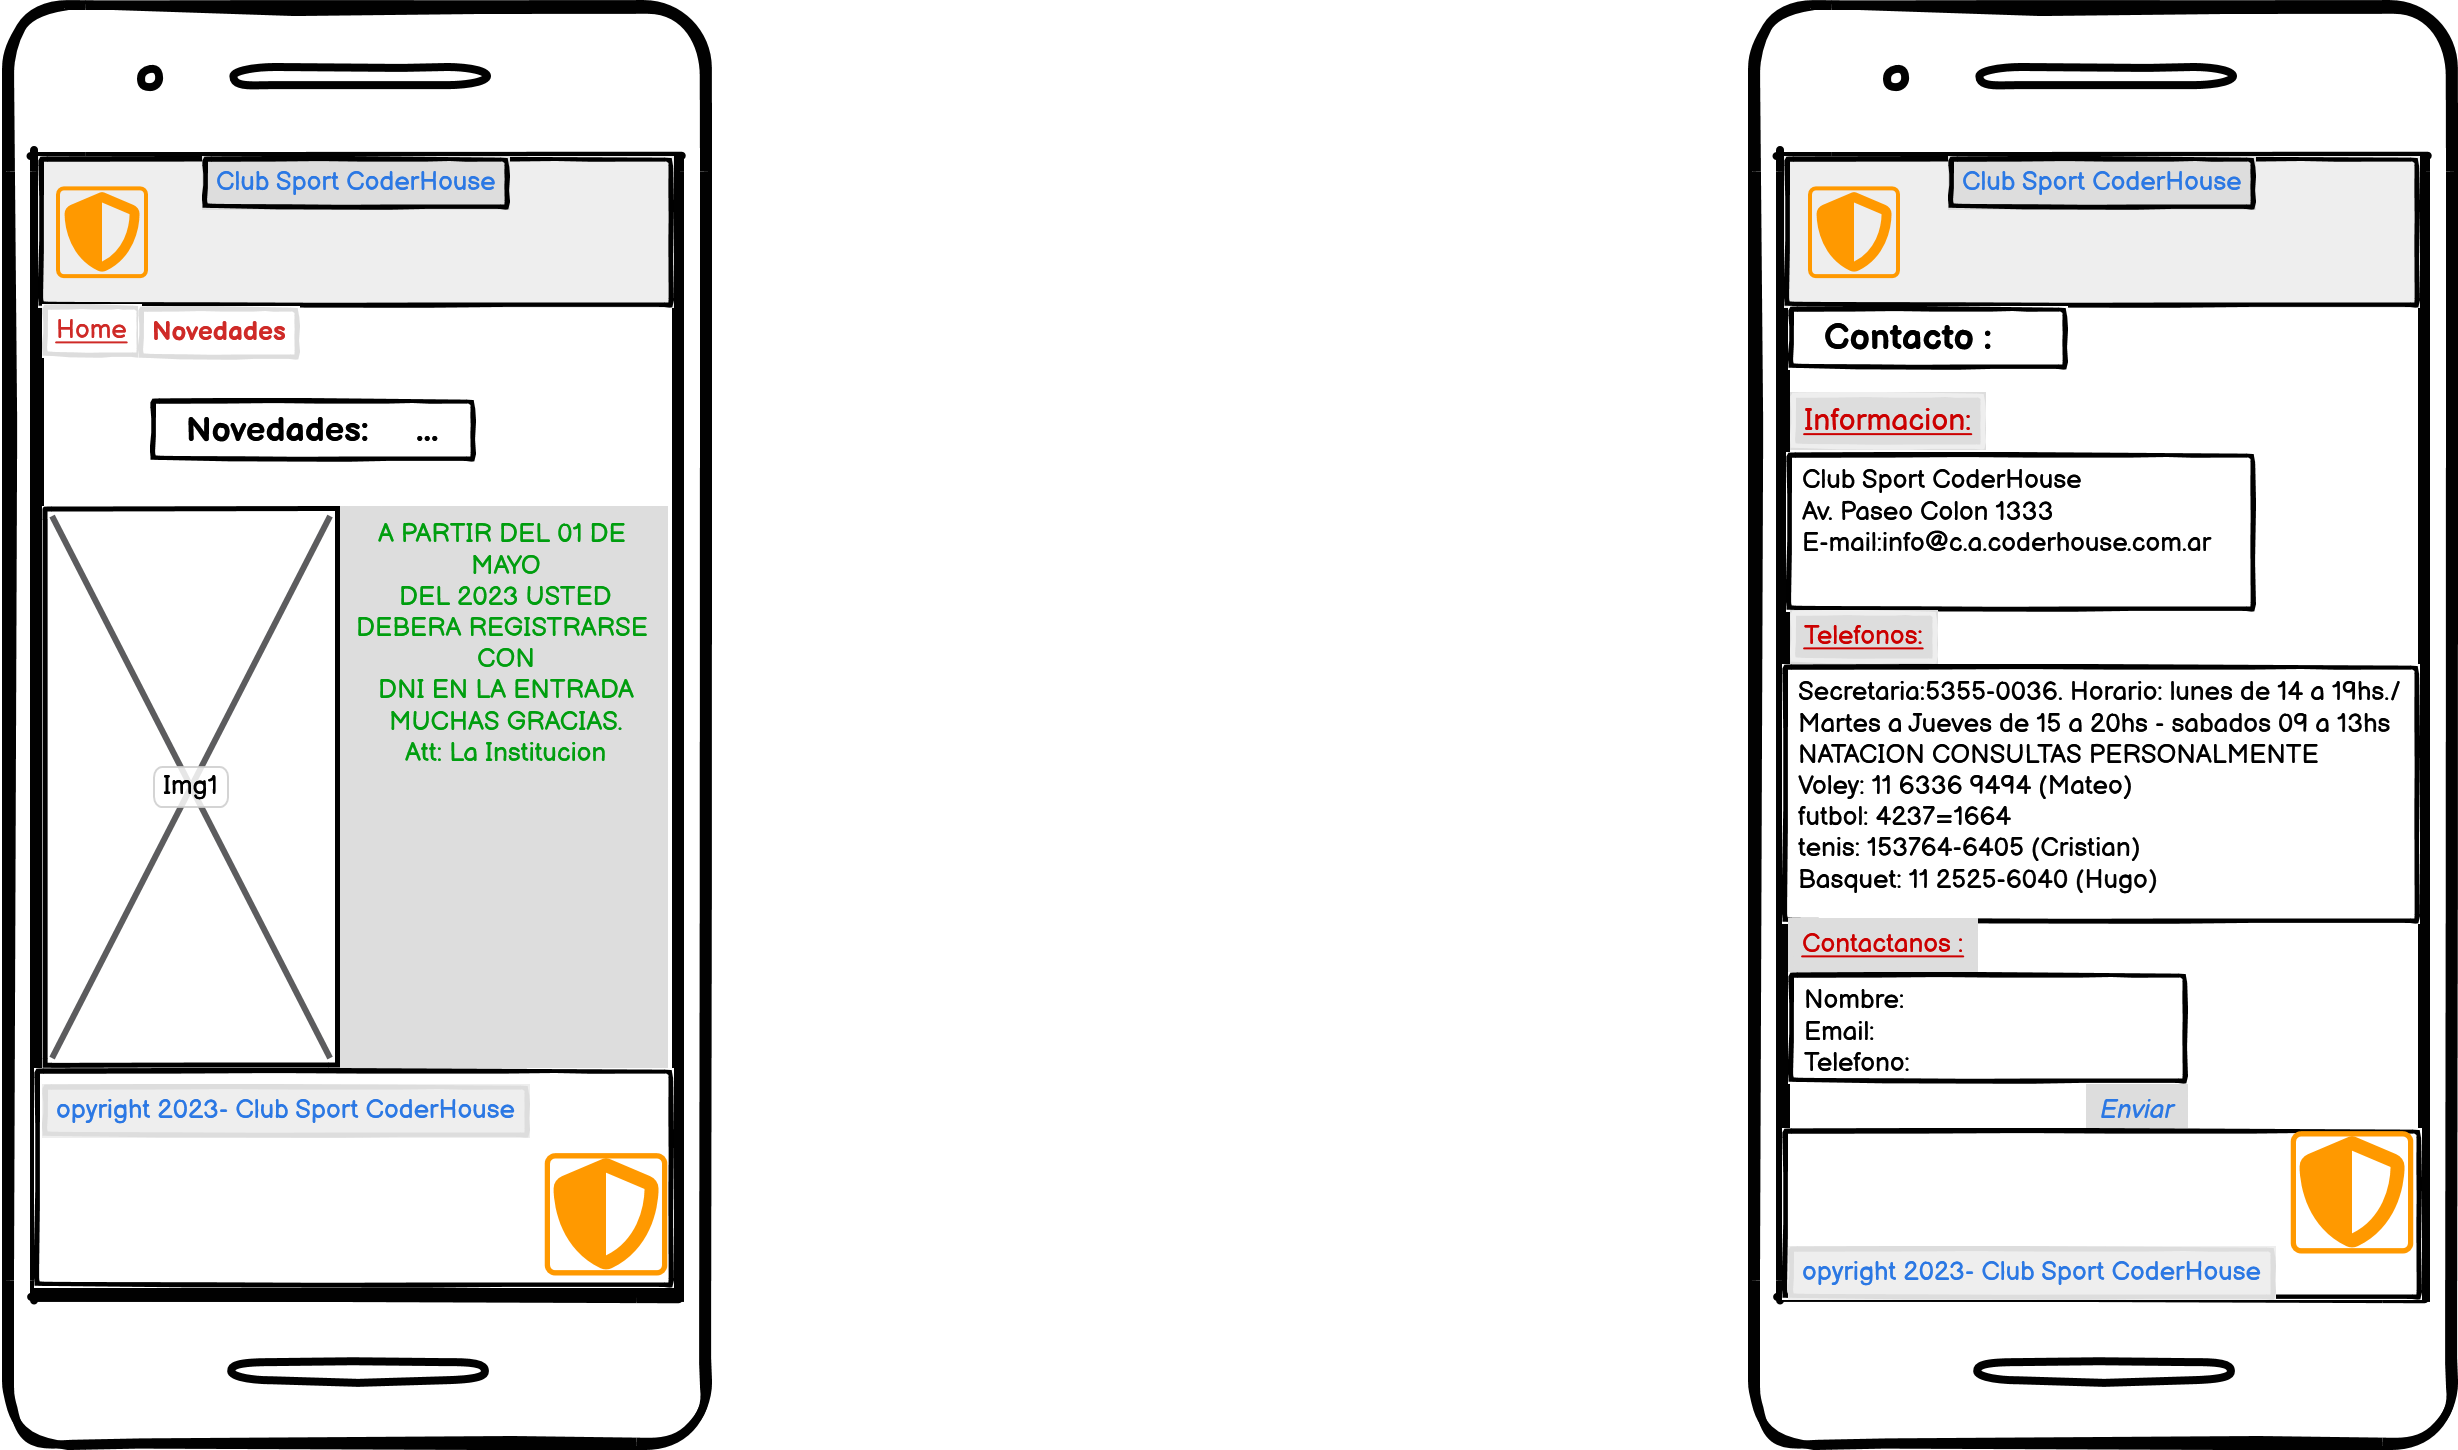 Club Sport CoderHouse
Home
Novedades
Novedades: ...
Img1
A PARTIR DEL 01 DE
MAYO
DEL 2023 USTED
DEBERA REGISTRARSE
CON
DNI EN LA ENTRADA
MUCHAS GRACIAS.
Att: La Institucion
opyright 2023- Club Sport CoderHouse
Club Sport CoderHouse
Contacto :
Informacion:
Club Sport CoderHouse
Av. Paseo Colon 1333
E-mail:info@c.a.coderhouse.com.ar
Telefonos:
Secretaria:5355-0036. Horario: lunes de 14 a 19hs./
Martes a Jueves de 15 a 20hs - sabados 09 a 13hs
NATACION CONSULTAS PERSONALMENTE
Voley: 11 6336 9494 (Mateo)
futbol: 4237=1664
tenis: 153764-6405 (Cristian)
Basquet: 11 2525-6040 (Hugo)
Contactanos :
Nombre:
Email:
Telefono:
Enviar
opyright 2023- Club Sport CoderHouse